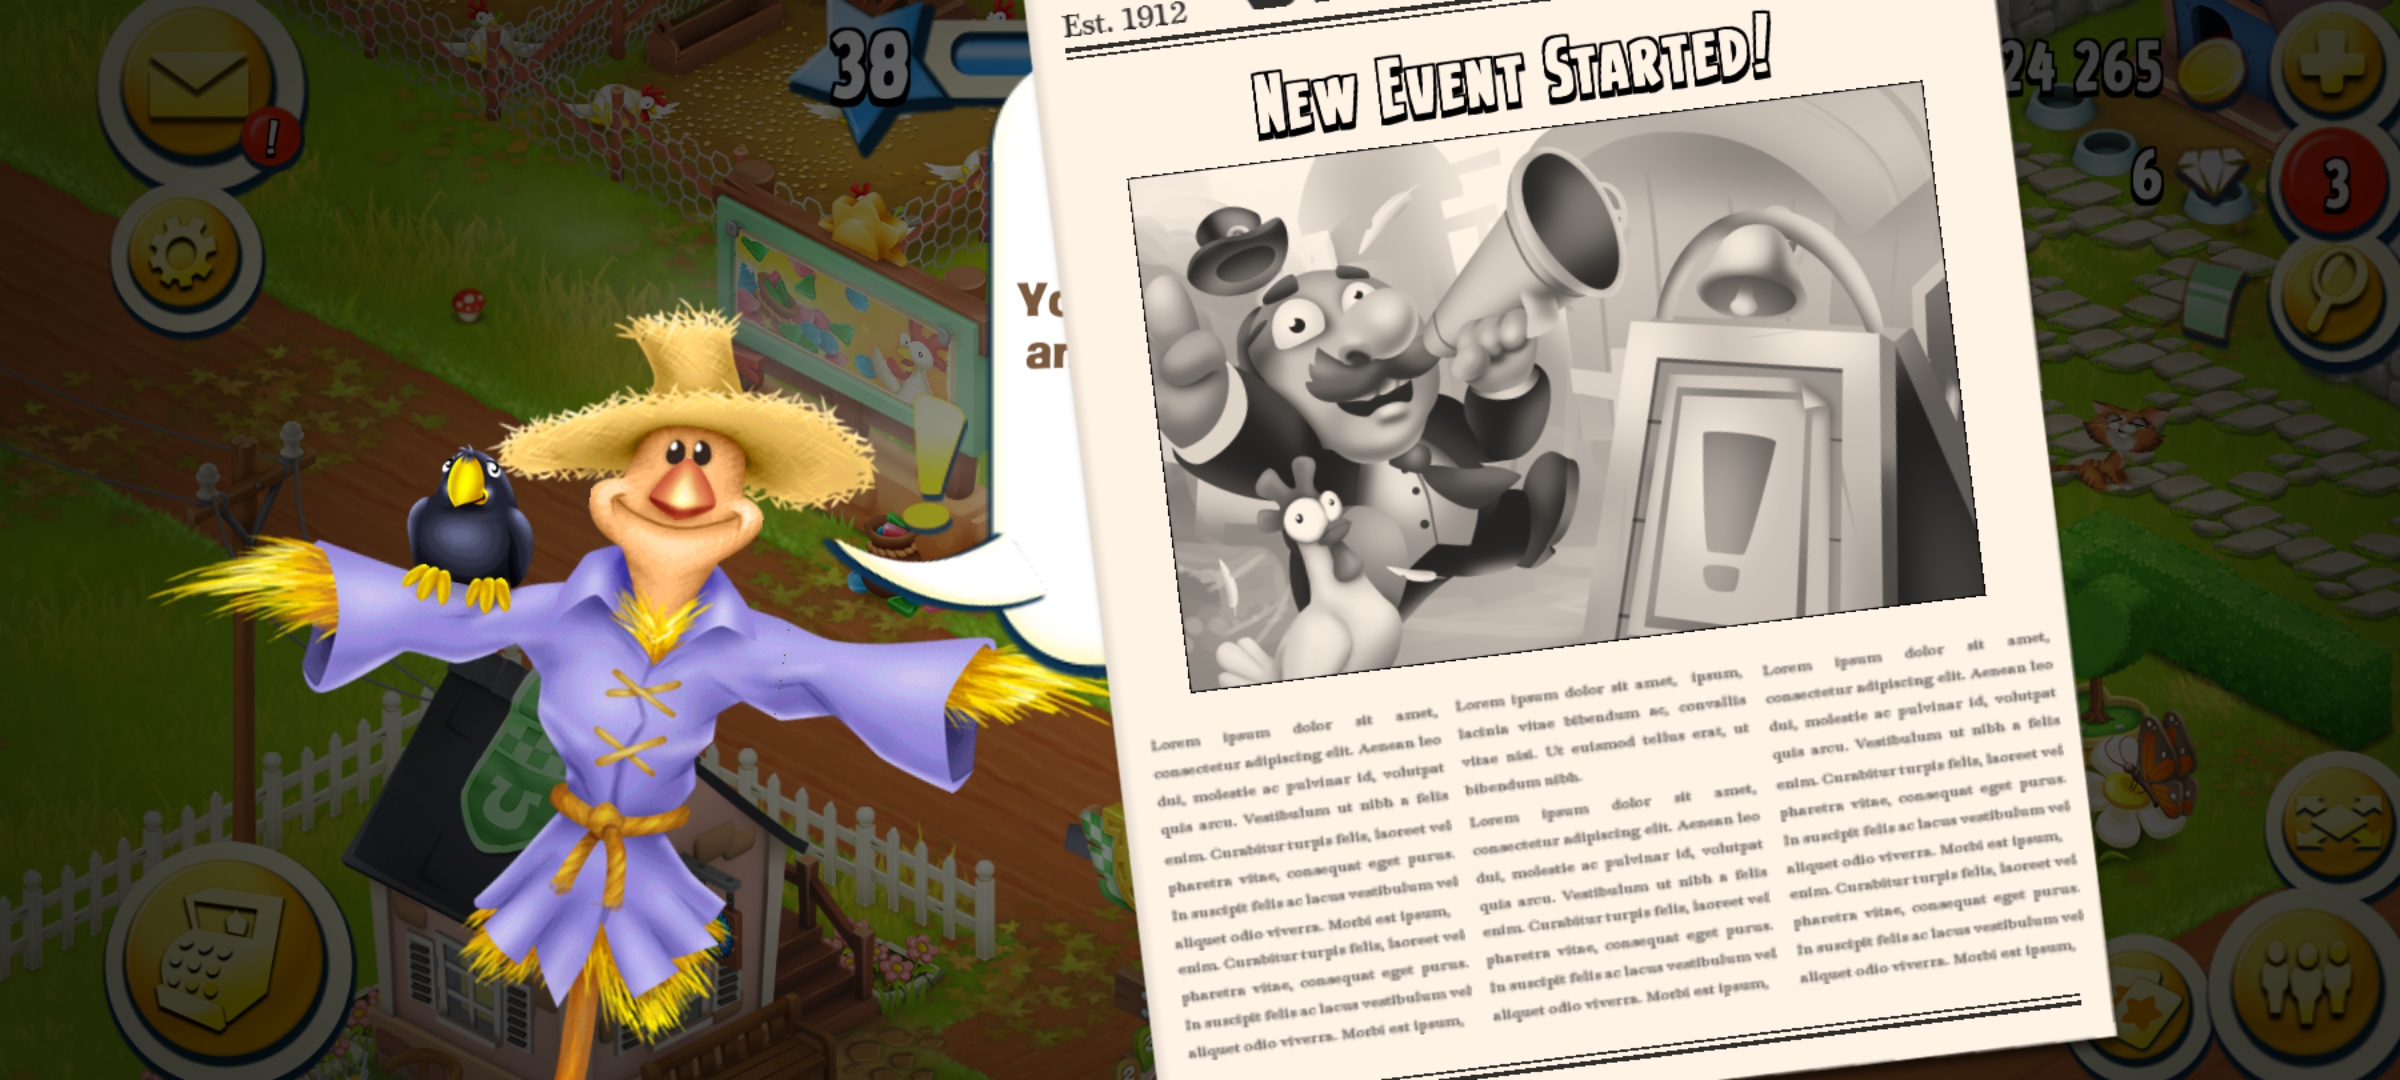 Est. 1912
NEW EVENT STARTED!
38
24 265
6
3
!
Lorem ipsum dolor sit amet,
consectetur adipiscing elit. Aenean leo
dui, molestie ac pulvinar id, volutpat
quis arcu. Vestibulum ut nibh a felis
enim. Curabitur turpis felis, laoreet vel
pharetra vitae, consequat eget purus.
In suscipit felis ac lacus vestibulum vel
aliquet odio viverra. Morbi est ipsum,
enim. Curabitur turpis felis, laoreet vel
pharetra vitae, consequat eget purus.
In suscipit felis ac lacus vestibulum vel
aliquet odio viverra. Morbi est ipsum,
Lorem ipsum dolor sit amet, ipsum,
lacinia vitae bibendum ac, convallis
vitae nisi. Ut euismod tellus erat, ut
bibendum nibh.
Lorem ipsum dolor sit amet,
consectetur adipiscing elit. Aenean leo
dui, molestie ac pulvinar id, volutpat
quis arcu. Vestibulum ut nibh a felis
enim. Curabitur turpis felis, laoreet vel
pharetra vitae, consequat eget purus.
In suscipit felis ac lacus vestibulum vel
aliquet odio viverra. Morbi est ipsum,
Lorem ipsum dolor sit amet,
consectetur adipiscing elit. Aenean leo
dui, molestie ac pulvinar id, volutpat
quis arcu. Vestibulum ut nibh a felis
enim. Curabitur turpis felis, laoreet vel
pharetra vitae, consequat eget purus.
In suscipit felis ac lacus vestibulum vel
aliquet odio viverra. Morbi est ipsum,
enim. Curabitur turpis felis, laoreet vel
pharetra vitae, consequat eget purus.
In suscipit felis ac lacus vestibulum vel
aliquet odio viverra. Morbi est ipsum,